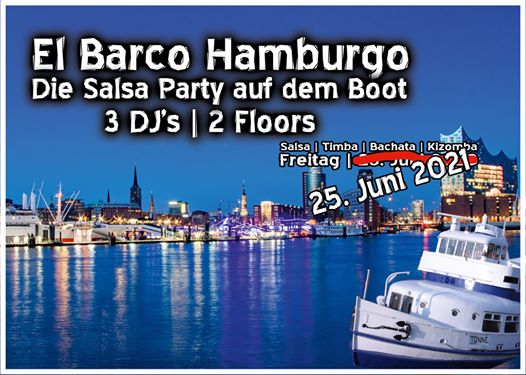 El Barco Hamburgo
Die Salsa Party auf dem Boot
3 DJ's | 2 Floors
Salsa | Timba | Bachata | Kizomba
Freitag |
25. Juni 2021
TONNE